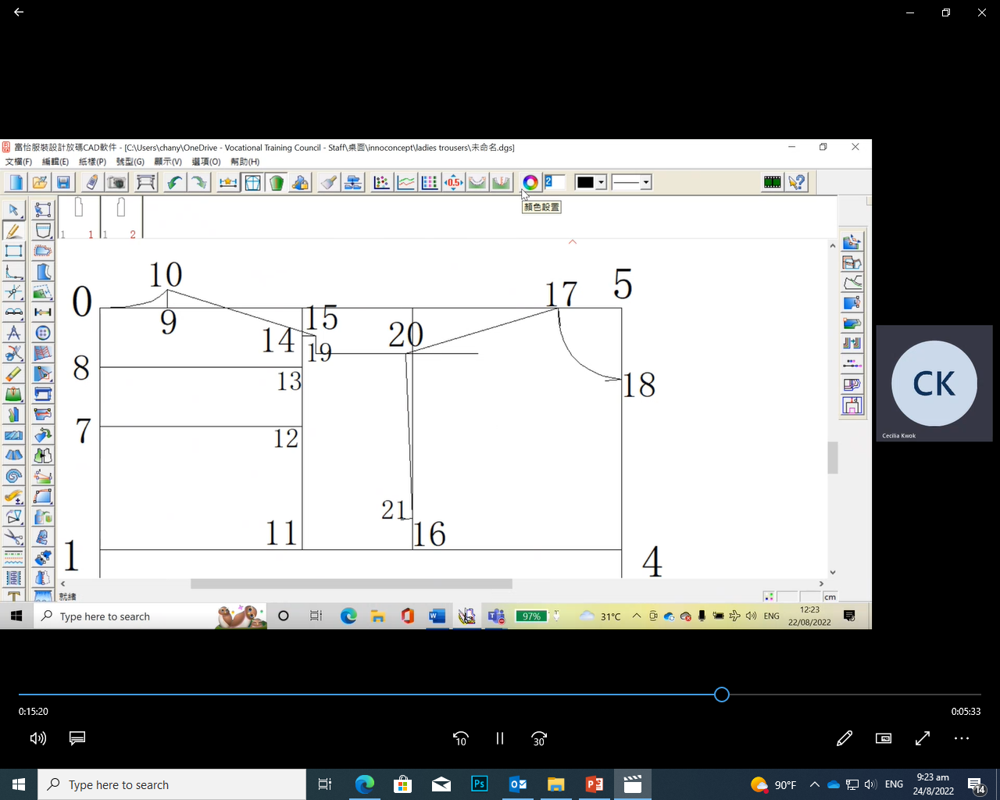 富怡服裝設計放碼CAD軟件 - [C:\Users\chany\OneDrive - Vocational Training Council - Staff\桌面\innoconcept\ladies trousers\未命名.dgs]
文檔(F) 編輯(E) 紙樣(P) 號型(G) 顯示(V) 選項(O) 幫助(H)
0.5
2
顏色設置
1 1 1 2
10
0
5
17
15
9
20
14
19
8
13
18
7
12
21
11
16
1
4
就緒
cm
Type here to search
97%
31°C
ENG
12:23
22/08/2022
CK
Cecilia Kwok
0:15:20
0:05:33
10
30
Type here to search
Ps
90°F
ENG
9:23 am
24/8/2022
14